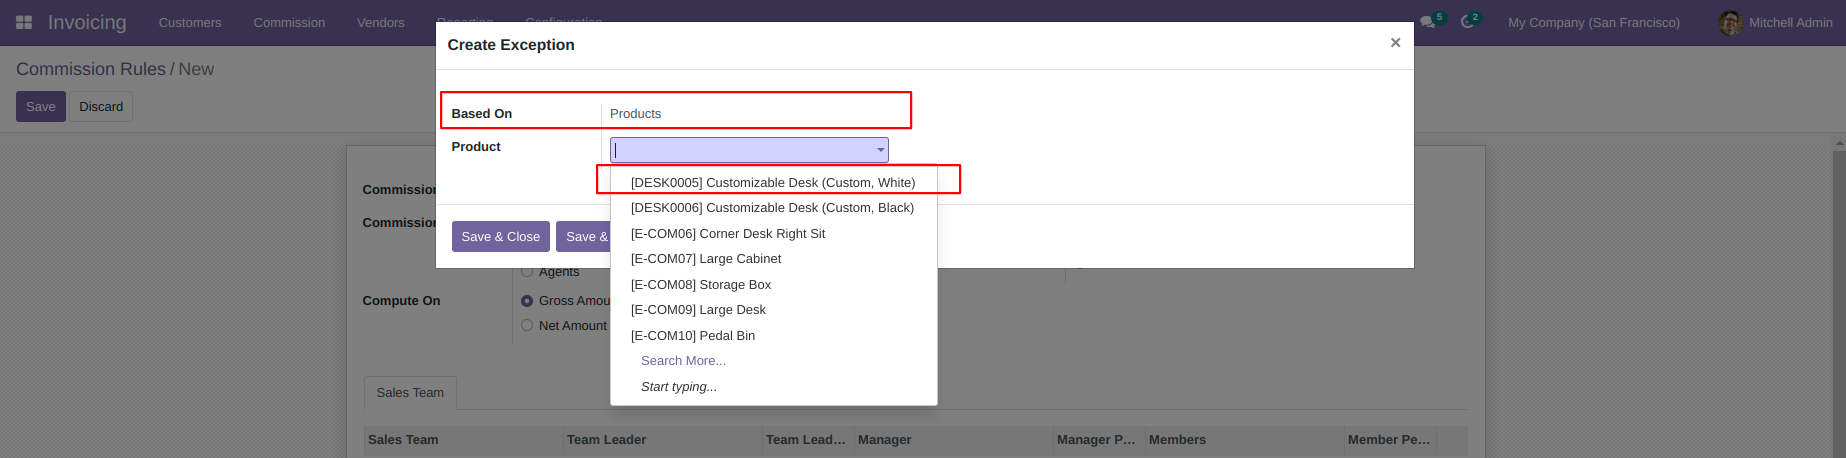 Invoicing Customers Commission Vendors Reporting Configuration 5 2 My Company (San Francisco) Mitchell Admin
Create Exception ×
Commission Rules / New
Save Discard
Based On Products
Product
[DESK0005] Customizable Desk (Custom, White)
[DESK0006] Customizable Desk (Custom, Black)
[E-COM06] Corner Desk Right Sit
[E-COM07] Large Cabinet
[E-COM08] Storage Box
[E-COM09] Large Desk
[E-COM10] Pedal Bin
Search More...
Start typing...
Save & Close Save &
Commission
Commission
Agents
Compute On Gross Amou
Net Amount
Sales Team
Sales Team Team Leader Team Lead... Manager Manager P... Members Member Pe...